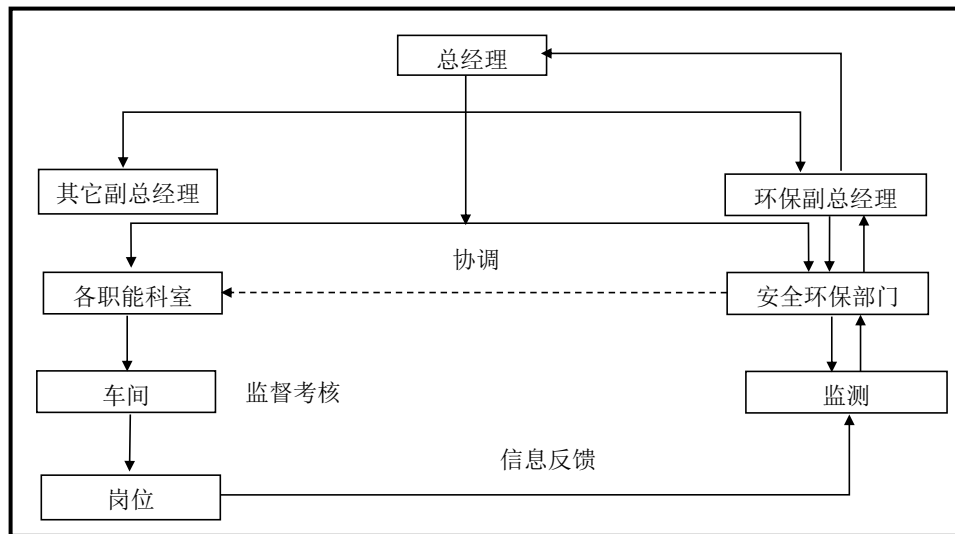 总经理
其它副总经理
环保副总经理
协调
各职能科室
安全环保部门
车间
监督考核
监测
信息反馈
岗位